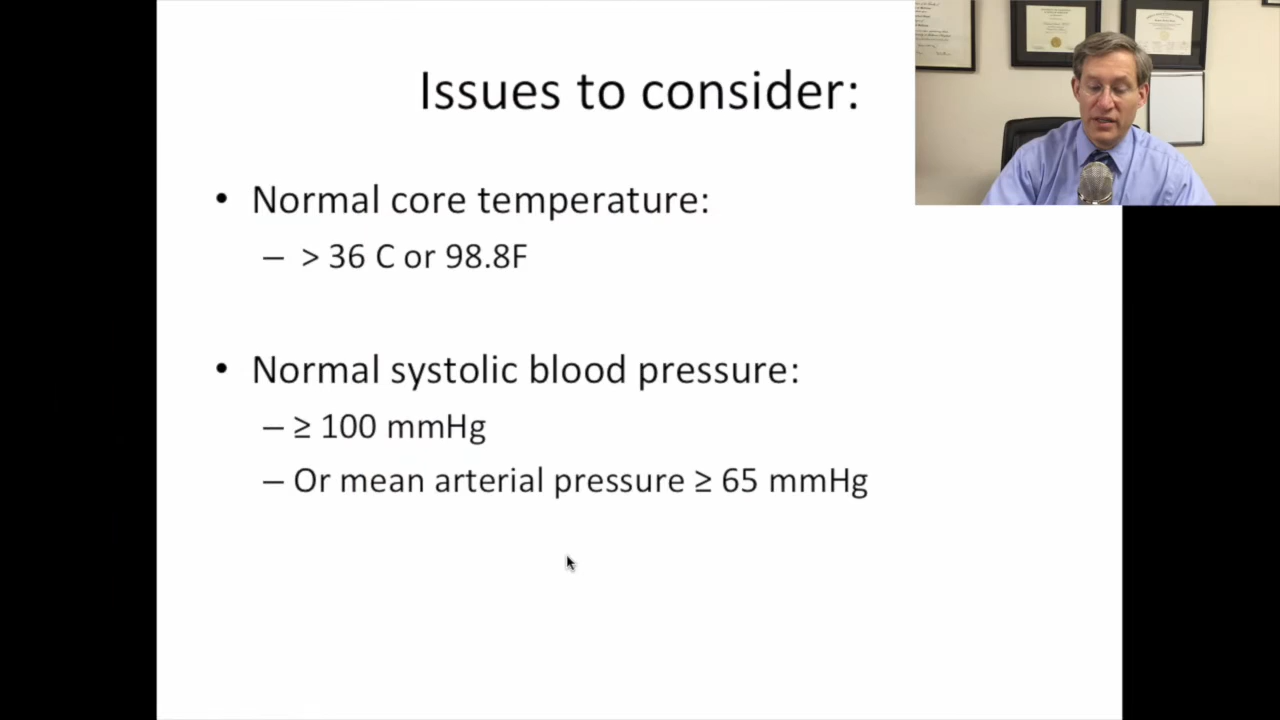 Issues to consider:
• Normal core temperature:
– > 36 C or 98.8F
• Normal systolic blood pressure:
– ≥ 100 mmHg
– Or mean arterial pressure ≥ 65 mmHg